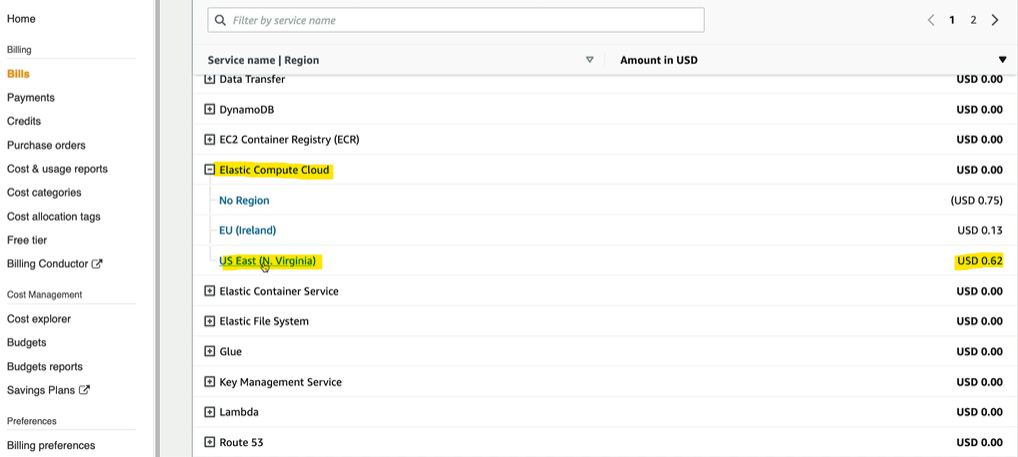 Home
Billing
Bills
Payments
Credits
Purchase orders
Cost & usage reports
Cost categories
Cost allocation tags
Free tier
Billing Conductor
Cost Management
Cost explorer
Budgets
Budgets reports
Savings Plans
Preferences
Billing preferences
Filter by service name
1 2
Service name | Region Amount in USD
Data Transfer USD 0.00
DynamoDB USD 0.00
EC2 Container Registry (ECR) USD 0.00
Elastic Compute Cloud USD 0.00
No Region (USD 0.75)
EU (Ireland) USD 0.13
US East (N. Virginia) USD 0.62
Elastic Container Service USD 0.00
Elastic File System USD 0.00
Glue USD 0.00
Key Management Service USD 0.00
Lambda USD 0.00
Route 53 USD 0.00